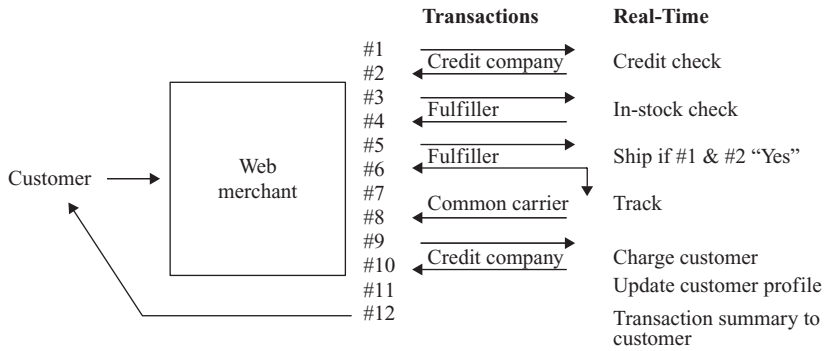 Transactions Real-Time
#1
#2 Credit company Credit check
#3
#4 Fulfiller In-stock check
#5
#6 Fulfiller Ship if #1 & #2 “Yes”
Customer
Web
merchant
#7
#8 Common carrier Track
#9
#10 Credit company Charge customer
#11 Update customer profile
#12 Transaction summary to
customer